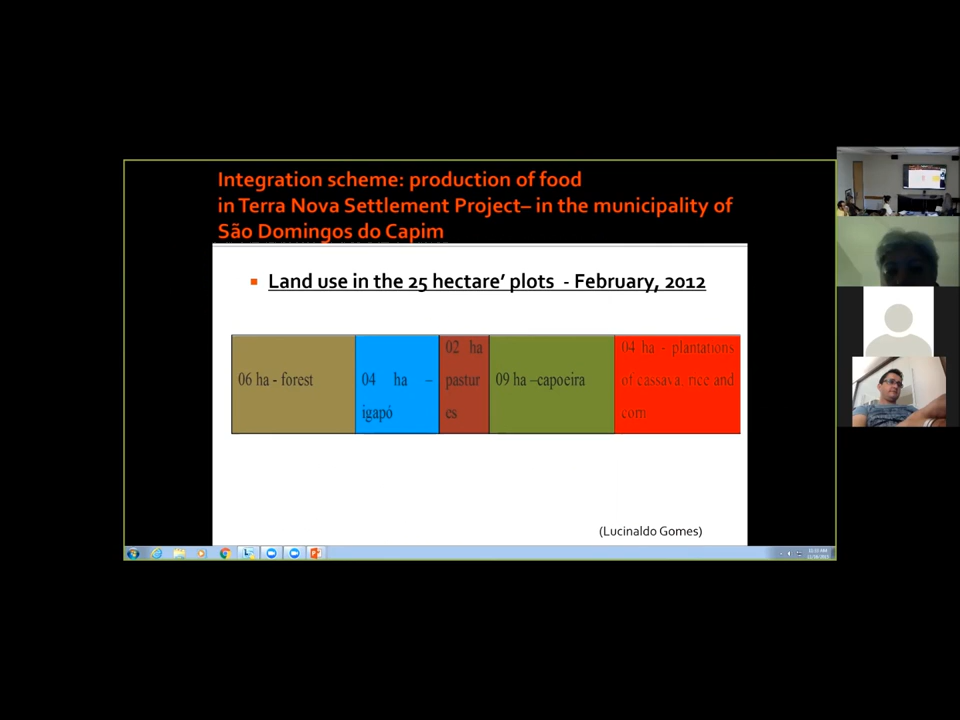 Integration scheme: production of food
in Terra Nova Settlement Project– in the municipality of
São Domingos do Capim
Land use in the 25 hectare’ plots - February, 2012
06 ha - forest
04 ha –
igapó
02 ha
pastur
es
09 ha –capoeira
04 ha - plantations
of cassava, rice and
corn
(Lucinaldo Gomes)